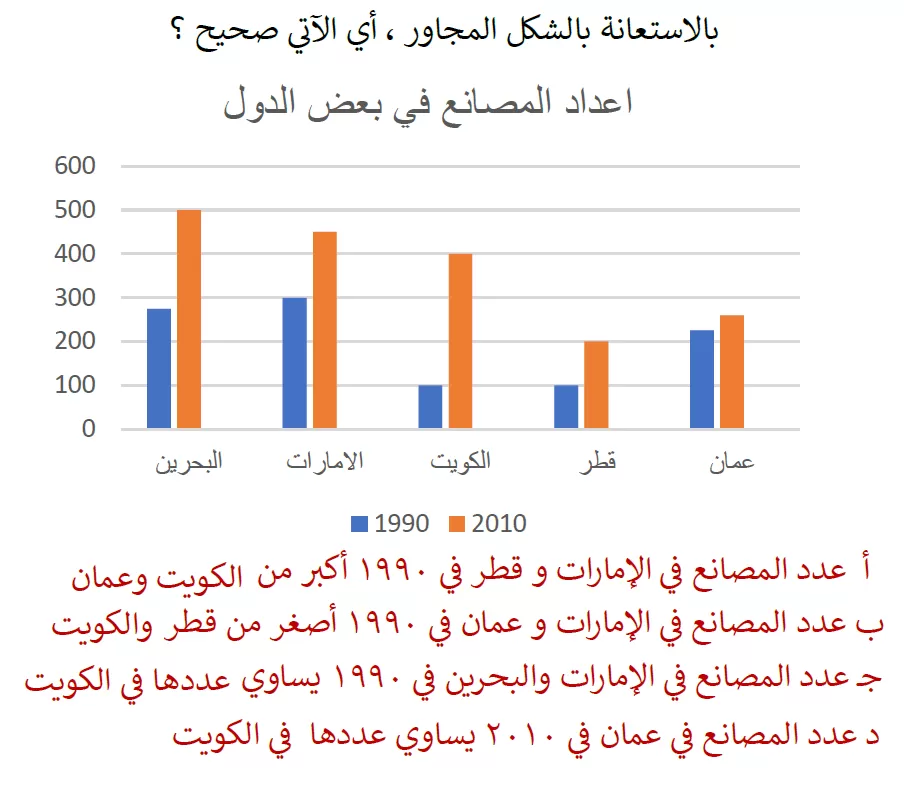 بالاستعانة بالشكل المجاور ، أي الآتي صحيح ؟
اعداد المصانع في بعض الدول
600
500
400
300
200
100
0
البحرين الامارات الكويت قطر عمان
1990 2010
أ عدد المصانع في الإمارات و قطر في ١٩٩٠ أكبر من الكويت وعمان
ب عدد المصانع في الإمارات و عمان في ١٩٩٠ أصغر من قطر والكويت
جـ عدد المصانع في الإمارات والبحرين في ١٩٩٠ يساوي عددها في الكويت
د عدد المصانع في عمان في ٢٠١٠ يساوي عددها في الكويت